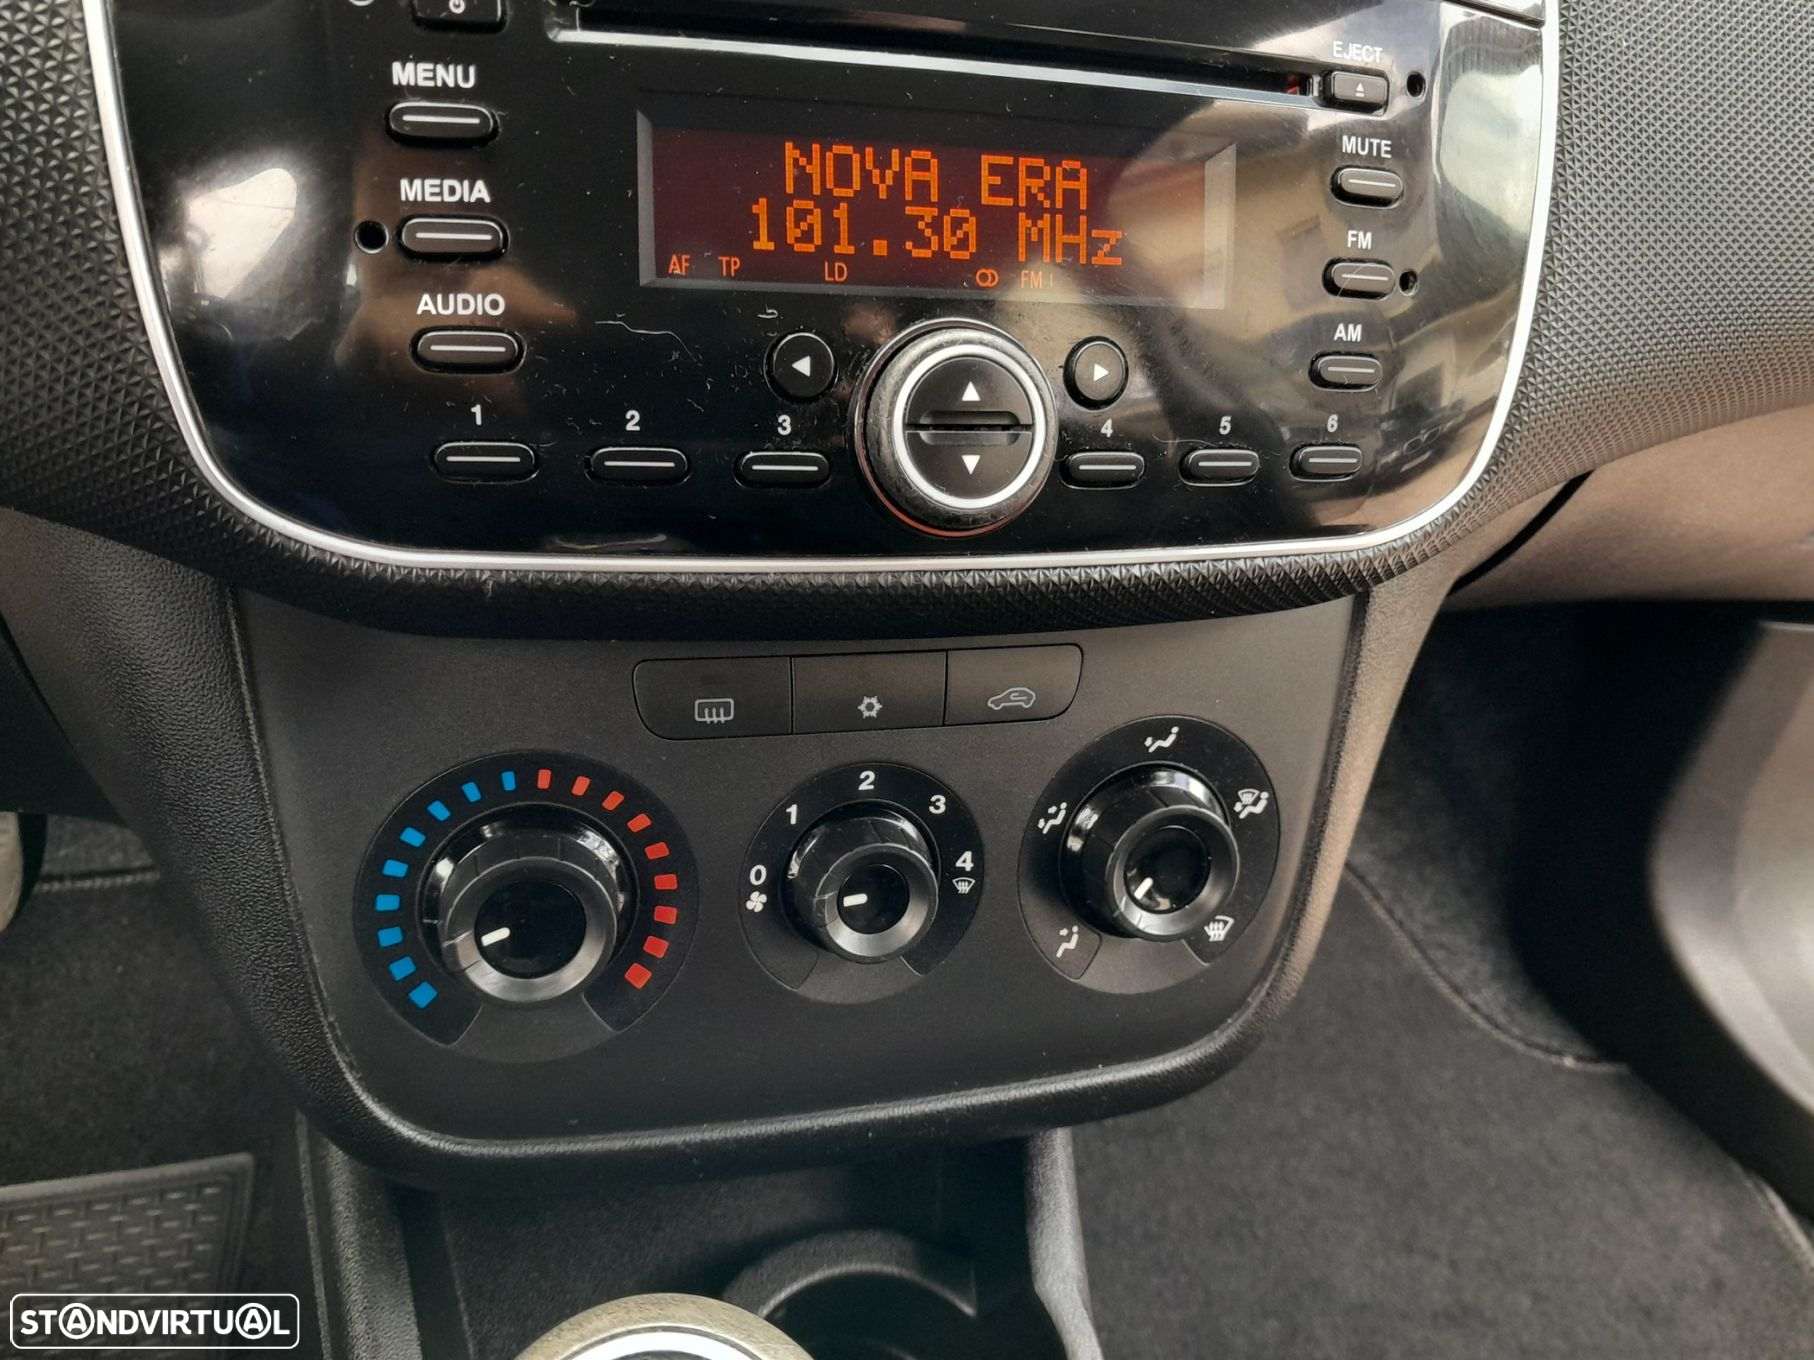 MENU
EJECT
MUTE
MEDIA
NOVA ERA
101.30 MHz
AF TP LD FM
FM
AUDIO
AM
1 2 3 4 5 6
0 1 2 3 4
STANDVIRTUAL